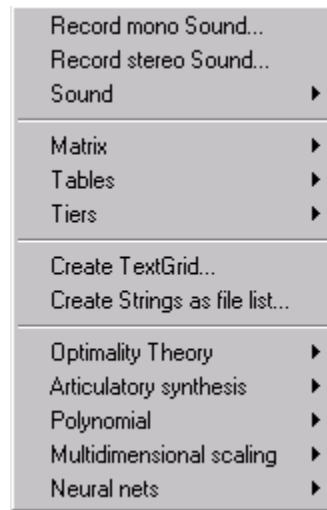 Record mono Sound...
Record stereo Sound...
Sound
Matrix
Tables
Tiers
Create TextGrid...
Create Strings as file list...
Optimality Theory
Articulatory synthesis
Polynomial
Multidimensional scaling
Neural nets